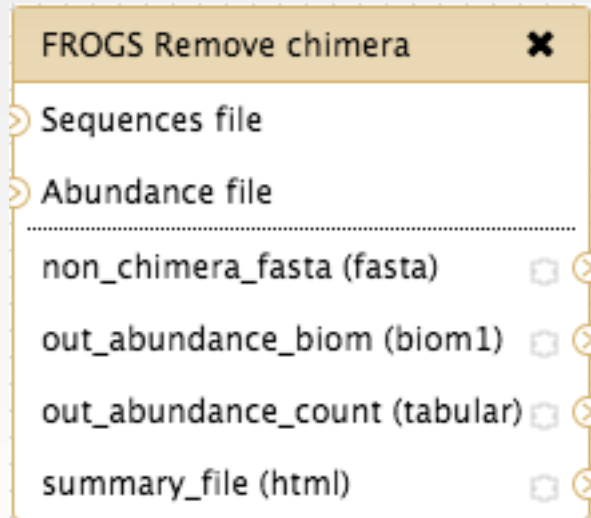 FROGS Remove chimera
Sequences file
Abundance file
non_chimera_fasta (fasta)
out_abundance_biom (biom1)
out_abundance_count (tabular)
summary_file (html)